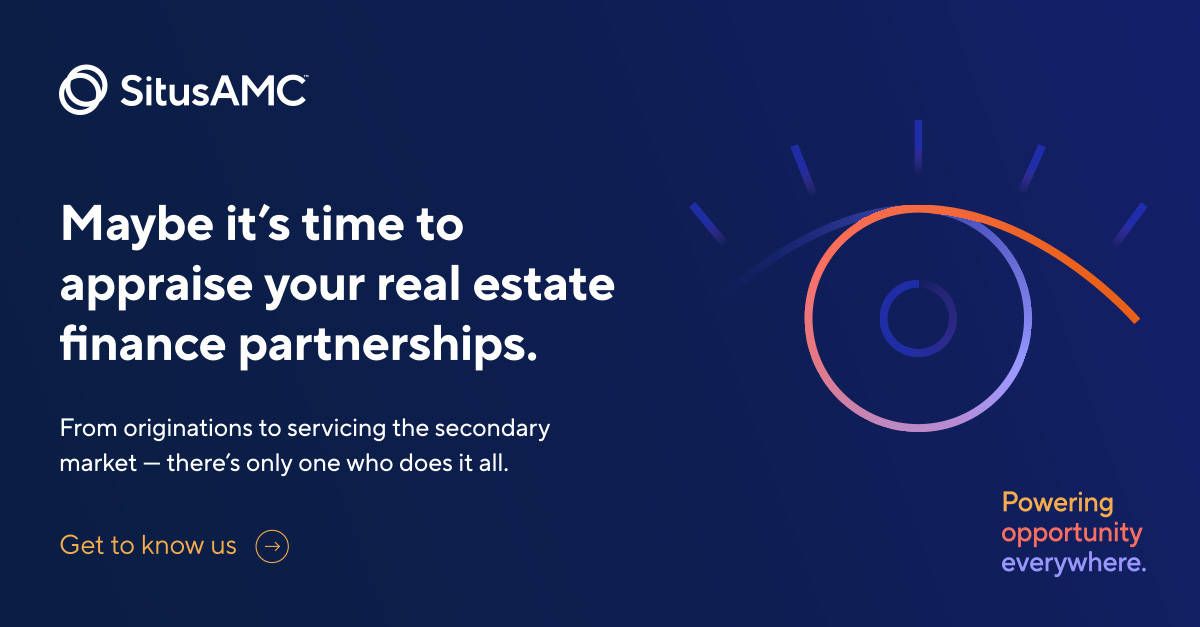 SitusAMC™
Maybe it’s time to
appraise your real estate
finance partnerships.
From originations to servicing the secondary
market — there’s only one who does it all.
Get to know us
Powering
opportunity
everywhere.